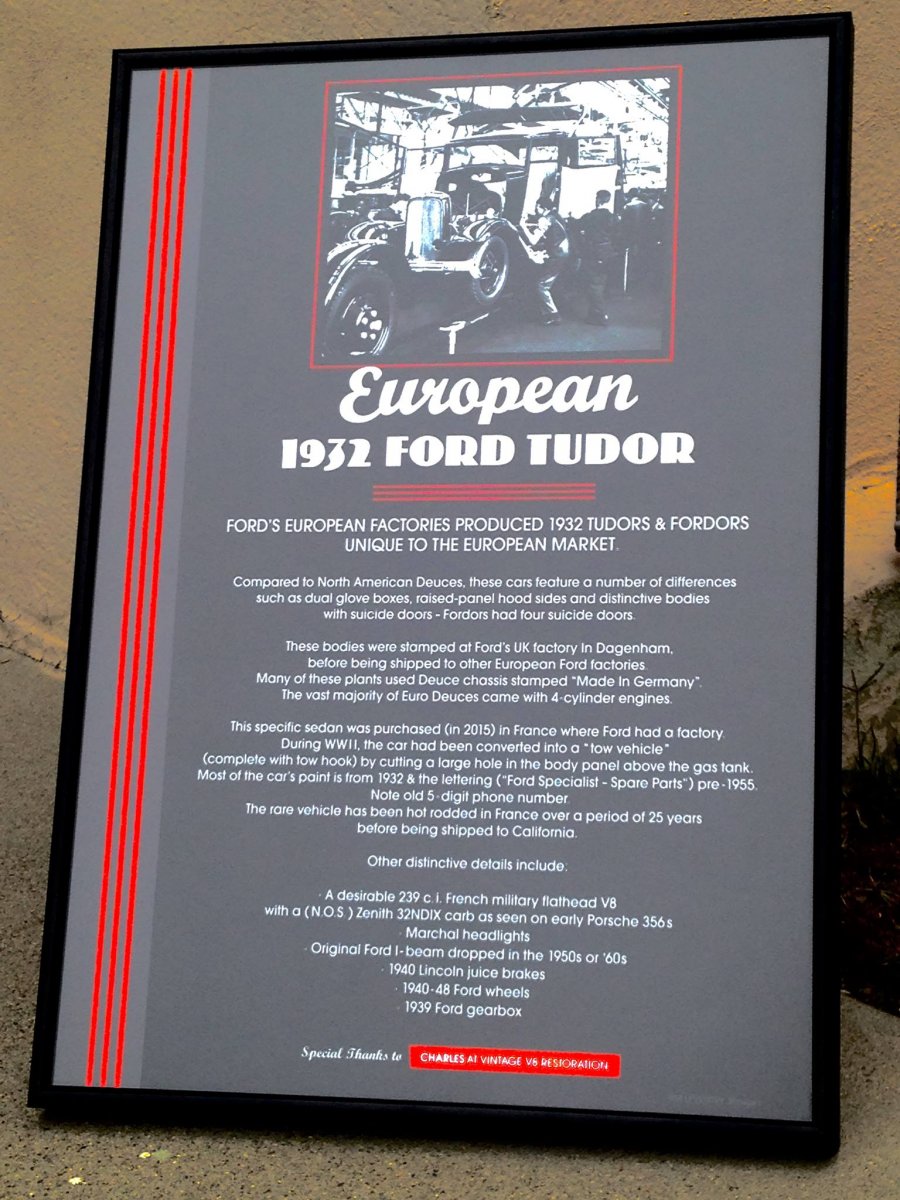 European
1932 FORD TUDOR
FORD'S EUROPEAN FACTORIES PRODUCED 1932 TUDORS & FORDORS
UNIQUE TO THE EUROPEAN MARKET.
Compared to North American Deuces, these cars feature a number of differences
such as dual glove boxes, raised-panel hood sides and distinctive bodies
with suicide doors - Fordors had four suicide doors.
These bodies were stamped at Ford's UK factory In Dagenham,
before being shipped to other European Ford factories.
Many of these plants used Deuce chassis stamped "Made In Germany".
The vast majority of Euro Deuces came with 4-cylinder engines.
This specific sedan was purchased (in 2015) in France where Ford had a factory.
During WWII, the car had been converted into a "tow vehicle"
(complete with tow hook) by cutting a large hole in the body panel above the gas tank.
Most of the car's paint is from 1932 & the lettering ("Ford Specialist - Spare Parts") pre-1955.
Note old 5-digit phone number.
The rare vehicle has been hot rodded in France over a period of 25 years
before being shipped to California.
Other distinctive details include:
· A desirable 239 c.i. French military flathead V8
with a (N.O.S.) Zenith 32NDIX carb as seen on early Porsche 356s
· Marchal headlights
· Original Ford I-beam dropped in the 1950s or '60s
· 1940 Lincoln juice brakes
· 1940-48 Ford wheels
· 1939 Ford gearbox
Special Thanks to CHARLES At VINTAGE V8 RESTORATION